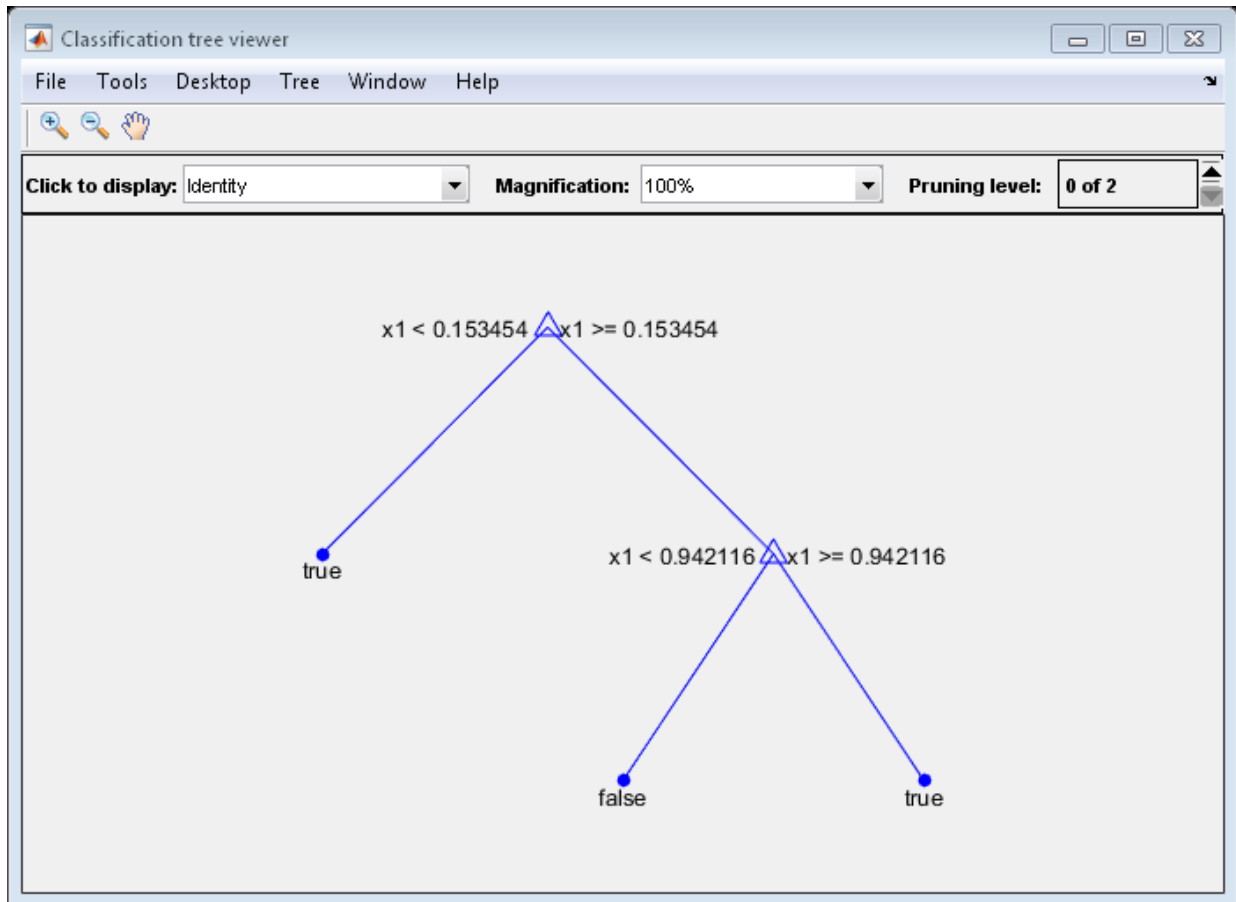 Classification tree viewer
File Tools Desktop Tree Window Help
Click to display: Identity Magnification: 100% Pruning level: 0 of 2
x1 < 0.153454 x1 >= 0.153454
true
x1 < 0.942116 x1 >= 0.942116
false true